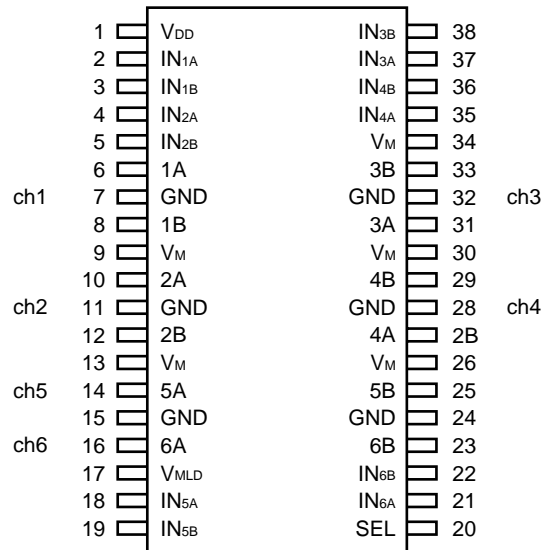 1 VDD IN3B 38
2 IN1A IN3A 37
3 IN1B IN4B 36
4 IN2A IN4A 35
5 IN2B VM 34
6 1A 3B 33
ch1 7 GND GND 32 ch3
8 1B 3A 31
9 VM VM 30
10 2A 4B 29
ch2 11 GND GND 28 ch4
12 2B 4A 2B
13 VM VM 26
ch5 14 5A 5B 25
15 GND GND 24
ch6 16 6A 6B 23
17 VMLD IN6B 22
18 IN5A IN6A 21
19 IN5B SEL 20